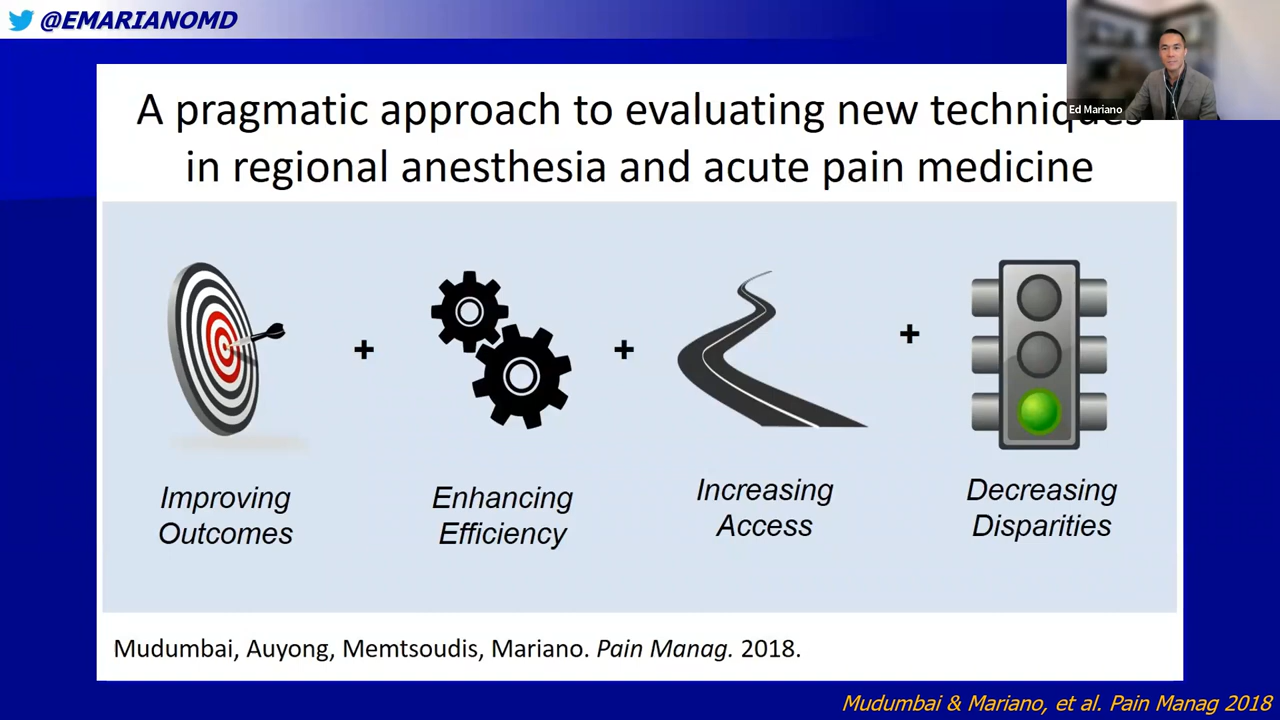 @EMARIANOMD
Ed Mariano
A pragmatic approach to evaluating new techniques
in regional anesthesia and acute pain medicine
+
+
+
Improving
Outcomes
Enhancing
Efficiency
Increasing
Access
Decreasing
Disparities
Mudumbai, Auyong, Memtsoudis, Mariano. Pain Manag. 2018.
Mudumbai & Mariano, et al. Pain Manag 2018